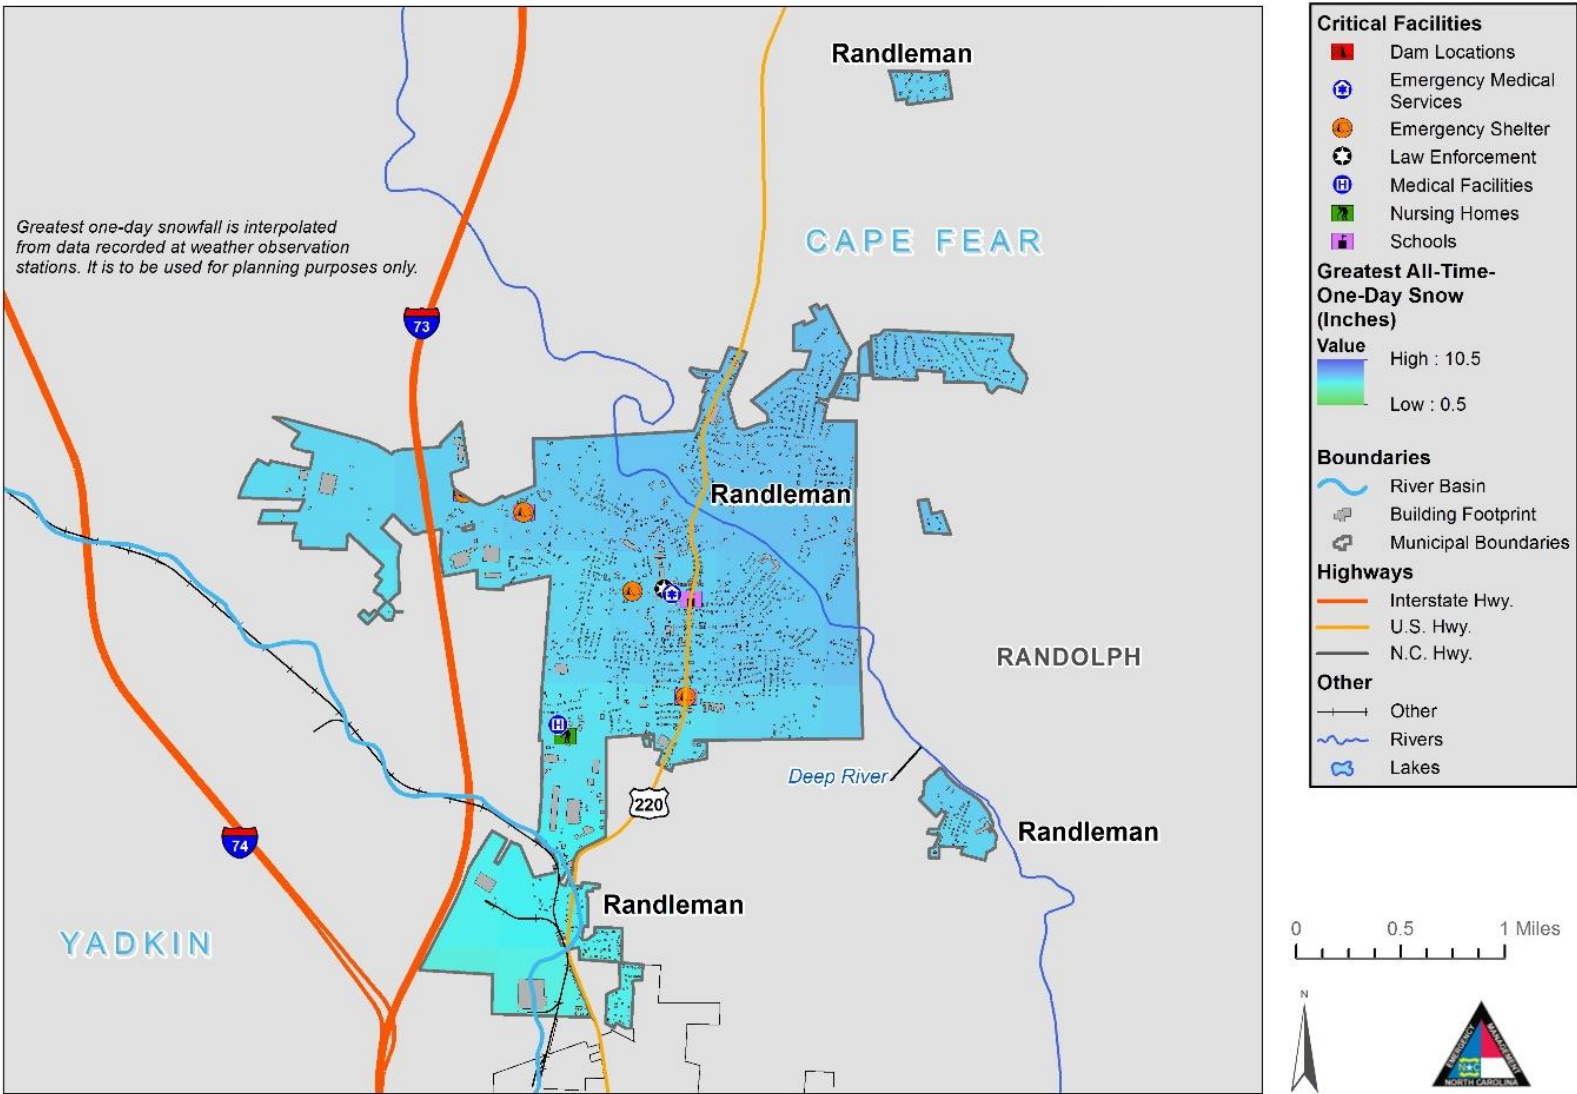 Randleman
CAPE FEAR
Greatest one-day snowfall is interpolated
from data recorded at weather observation
stations. It is to be used for planning purposes only.
73
Randleman
RANDOLPH
Deep River
220
Randleman
74
Randleman
YADKIN
Critical Facilities
Dam Locations
Emergency Medical
Services
Emergency Shelter
Law Enforcement
H
Medical Facilities
Nursing Homes
Schools
Greatest All-Time-
One-Day Snow
(Inches)
Value
High : 10.5
Low : 0.5
Boundaries
River Basin
Building Footprint
Municipal Boundaries
Highways
Interstate Hwy.
U.S. Hwy.
N.C. Hwy.
Other
Other
Rivers
Lakes
0 0.5 1 Miles
N
EMERGENCY
MANAGEMENT
N C
NORTH CAROLINA
H